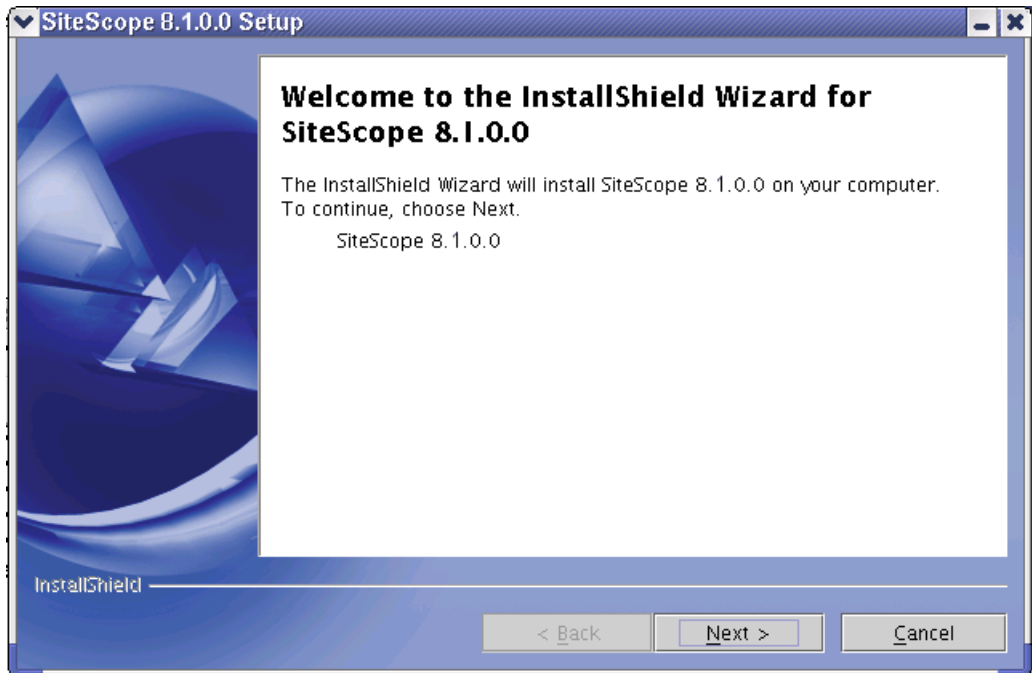 SiteScope 8.1.0.0 Setup
Welcome to the InstallShield Wizard for
SiteScope 8.1.0.0
The InstallShield Wizard will install SiteScope 8.1.0.0 on your computer.
To continue, choose Next.
SiteScope 8.1.0.0
InstallShield
< Back
Next >
Cancel